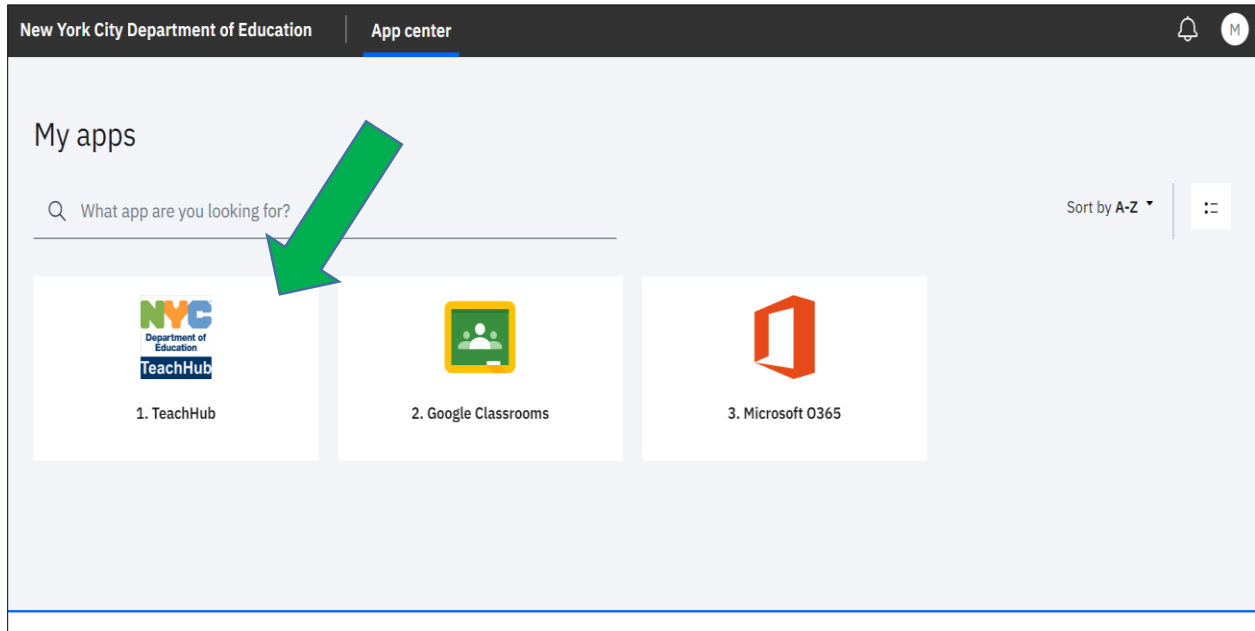 New York City Department of Education
App center
M
My apps
What app are you looking for?
Sort by A-Z
NYC
Department of
Education
TeachHub
1. TeachHub
2. Google Classrooms
3. Microsoft O365